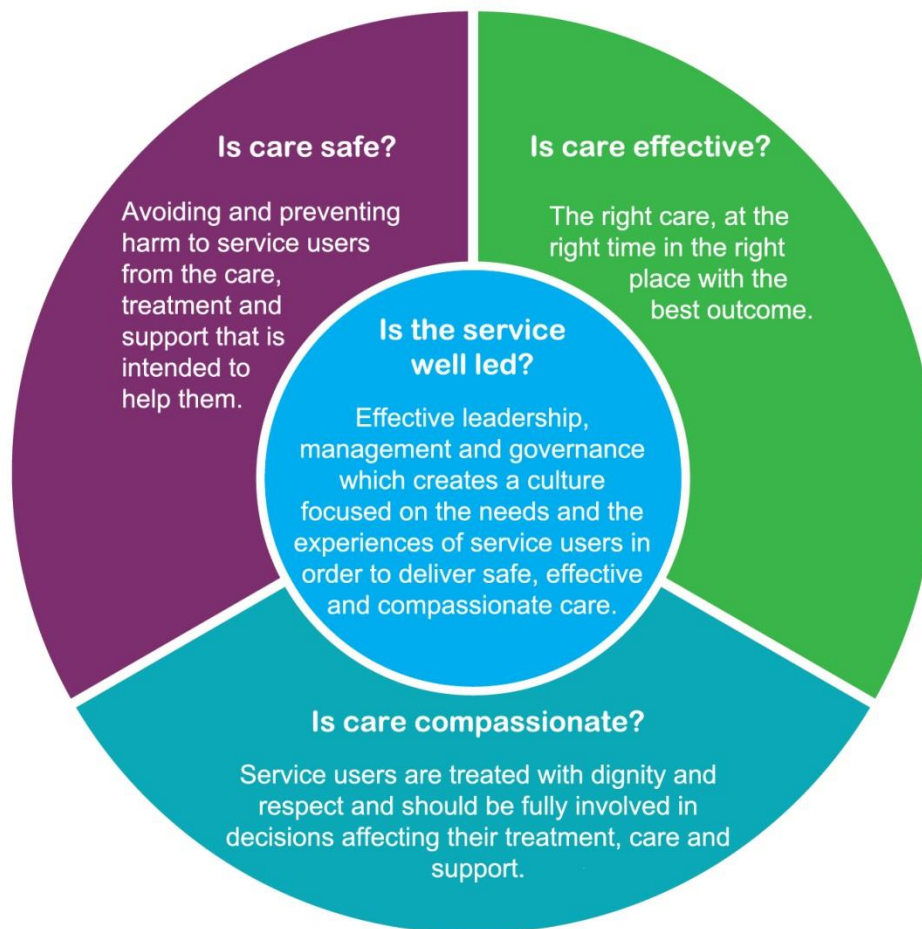 Is care safe?
Avoiding and preventing
harm to service users
from the care,
treatment and
support that is
intended to
help them.
Is care effective?
The right care, at the
right time in the right
place with the
best outcome.
Is the service
well led?
Effective leadership,
management and governance
which creates a culture
focused on the needs and the
experiences of service users in
order to deliver safe, effective
and compassionate care.
Is care compassionate?
Service users are treated with dignity and
respect and should be fully involved in
decisions affecting their treatment, care and
support.